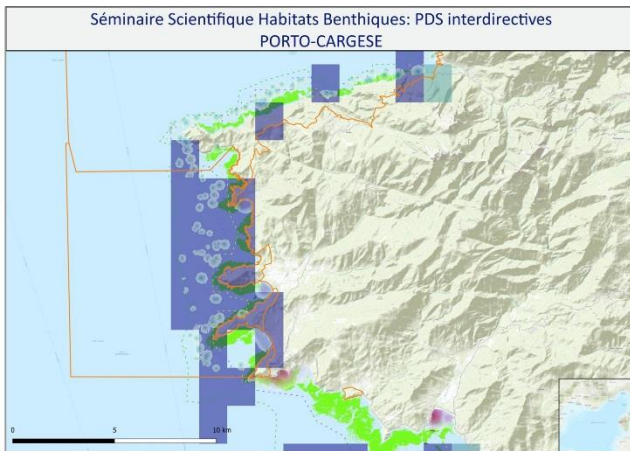 Séminaire Scientifique Habitats Benthiques: PDS interdirectives
PORTO-CARGESE
0 5 10 km